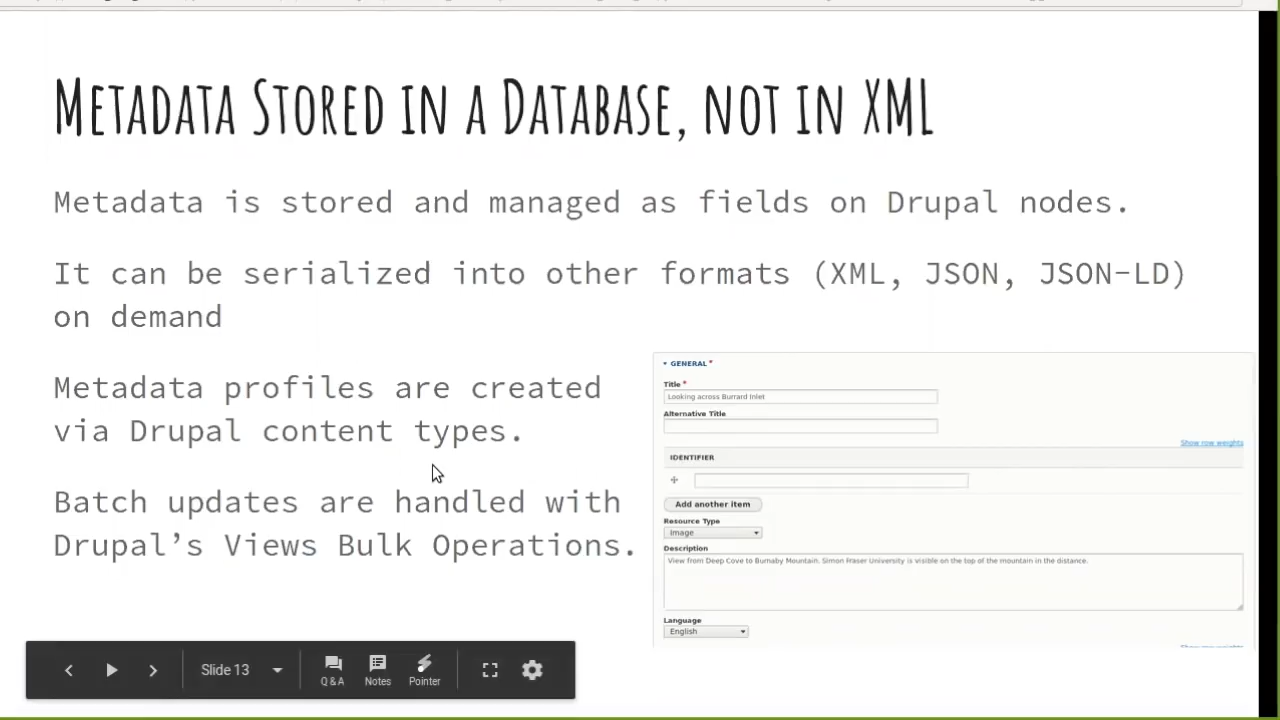 METADATA STORED IN A DATABASE, NOT IN XML
Metadata is stored and managed as fields on Drupal nodes.
It can be serialized into other formats (XML, JSON, JSON-LD)
on demand
Metadata profiles are created
via Drupal content types.
Batch updates are handled with
Drupal's Views Bulk Operations.
GENERAL *
Title *
Looking across Burrard Inlet
Alternative Title
Show row weights
IDENTIFIER
Add another item
Resource Type
Image
Description
View from Deep Cove to Burnaby Mountain. Simon Fraser University is visible on the top of the mountain in the distance.
Language
English
Slide 13
Q & A
Notes
Pointer